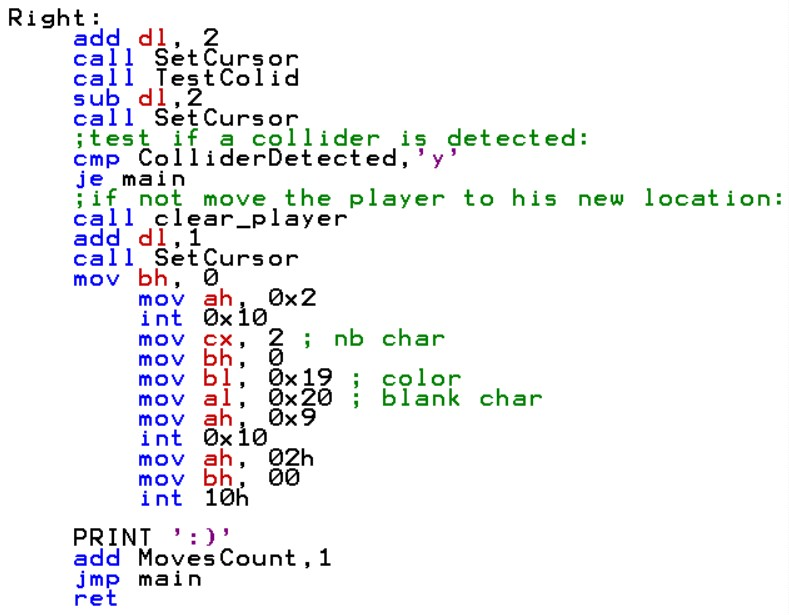 Right:
add dl, 2
call SetCursor
call TestColid
sub dl,2
call SetCursor
;test if a collider is detected:
cmp ColliderDetected,'y'
je main
;if not move the player to his new location:
call clear_player
add dl,1
call SetCursor
mov bh, 0
mov ah, 0x2
int 0x10
mov cx, 2 ; nb char
mov bh, 0
mov bl, 0x19 ; color
mov al, 0x20 ; blank char
mov ah, 0x9
int 0x10
mov ah, 02h
mov bh, 00
int 10h
PRINT ':)'
add MovesCount,1
jmp main
ret